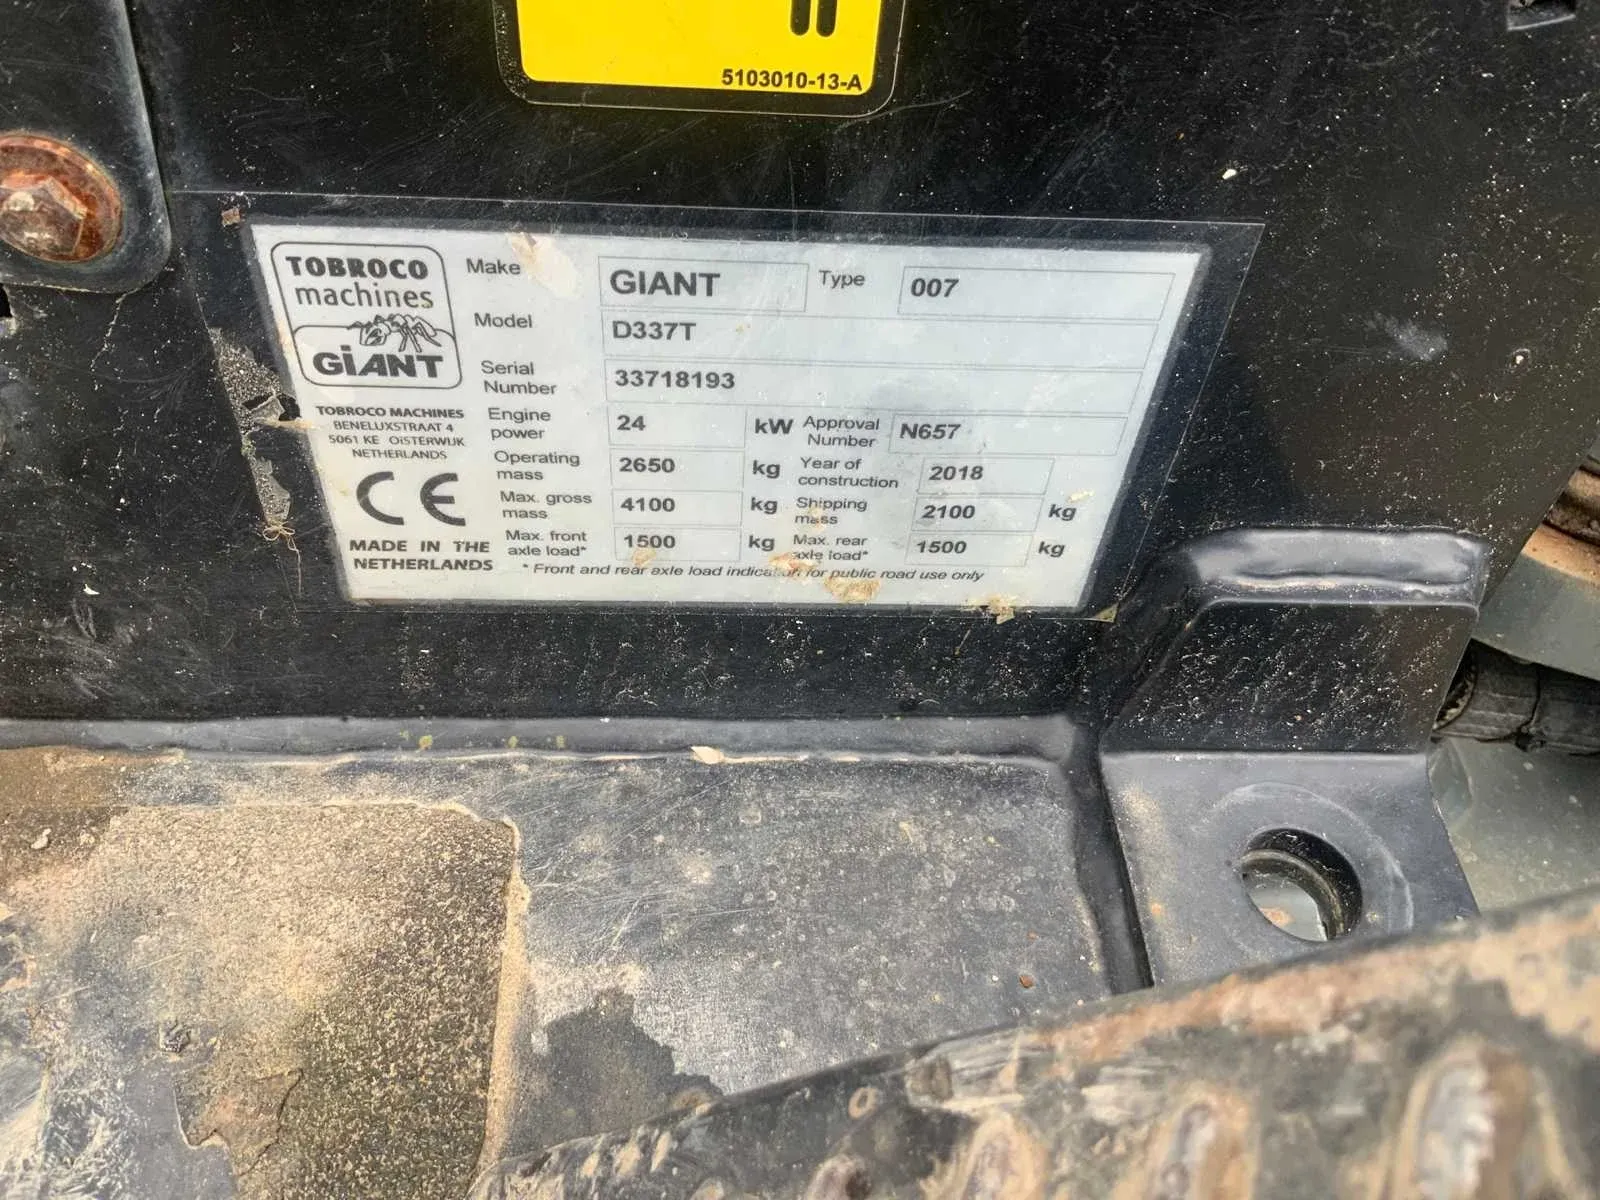 5103010-13-A
TOBROCO
machines
GiANT
TOBROCO MACHINES
BENELUXSTRAAT 4
5061 KE OISTERWIJK
NETHERLANDS
CE
MADE IN THE
NETHERLANDS
Make GIANT Type 007
Model D337T
Serial Number 33718193
Engine power 24 kW Approval Number N657
Operating mass 2650 kg Year of construction 2018
Max. gross mass 4100 kg Shipping mass 2100 kg
Max. front axle load* 1500 kg Max. rear axle load* 1500 kg
* Front and rear axle load indication for public road use only